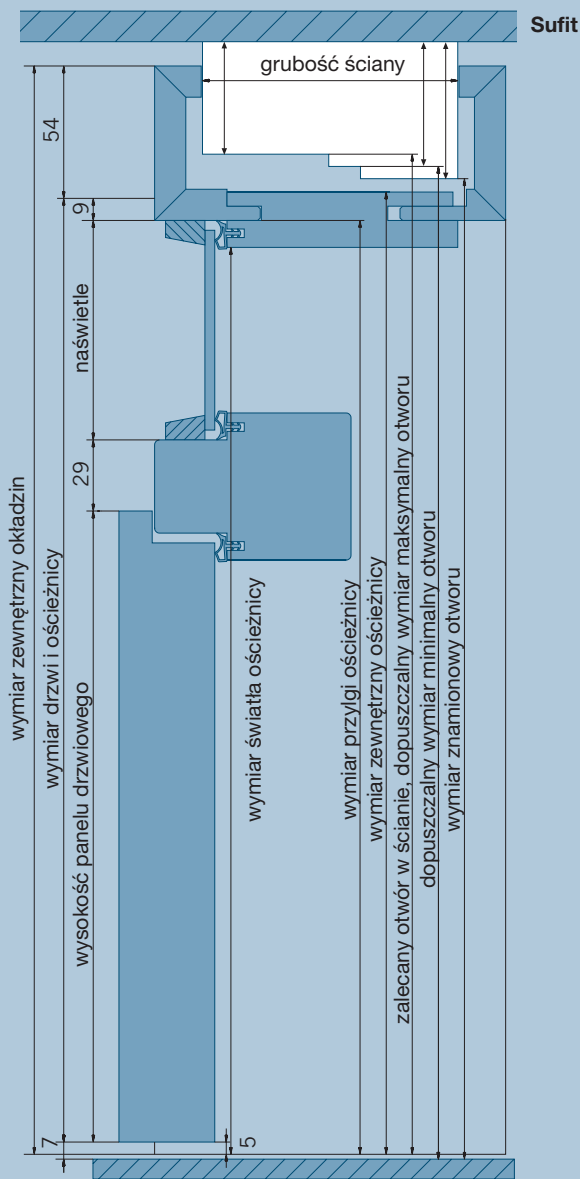 Sufit
grubość ściany
54
9
naświetle
29
wymiar zewnętrzny okładzin
wymiar drzwi i ościeżnicy
wysokość panelu drzwiowego
wymiar światła ościeżnicy
wymiar przylgi ościeżnicy
wymiar zewnętrzny ościeżnicy
zalecany otwór w ścianie, dopuszczalny wymiar maksymalny otworu
dopuszczalny wymiar minimalny otworu
wymiar znamionowy otworu
7
5